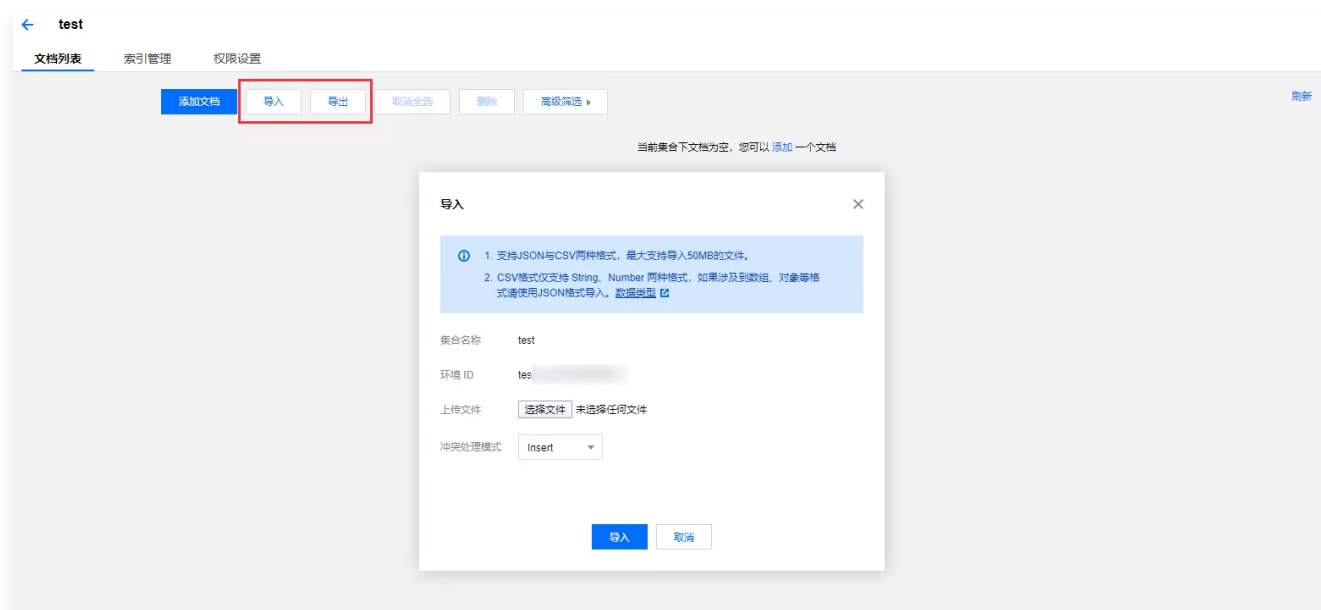 test
文档列表 索引管理 权限设置
添加文档 导入 导出 取消全选 删除 高级筛选 刷新
当前集合下文档为空，您可以 添加 一个文档
导入
1. 支持JSON与CSV两种格式，最大支持导入50MB的文件。
2. CSV格式仅支持 String、Number 两种格式，如果涉及到数组、对象等格
式请使用JSON格式导入。数据类型
集合名称 test
环境 ID tes
上传文件 选择文件 未选择任何文件
冲突处理模式 Insert
导入 取消